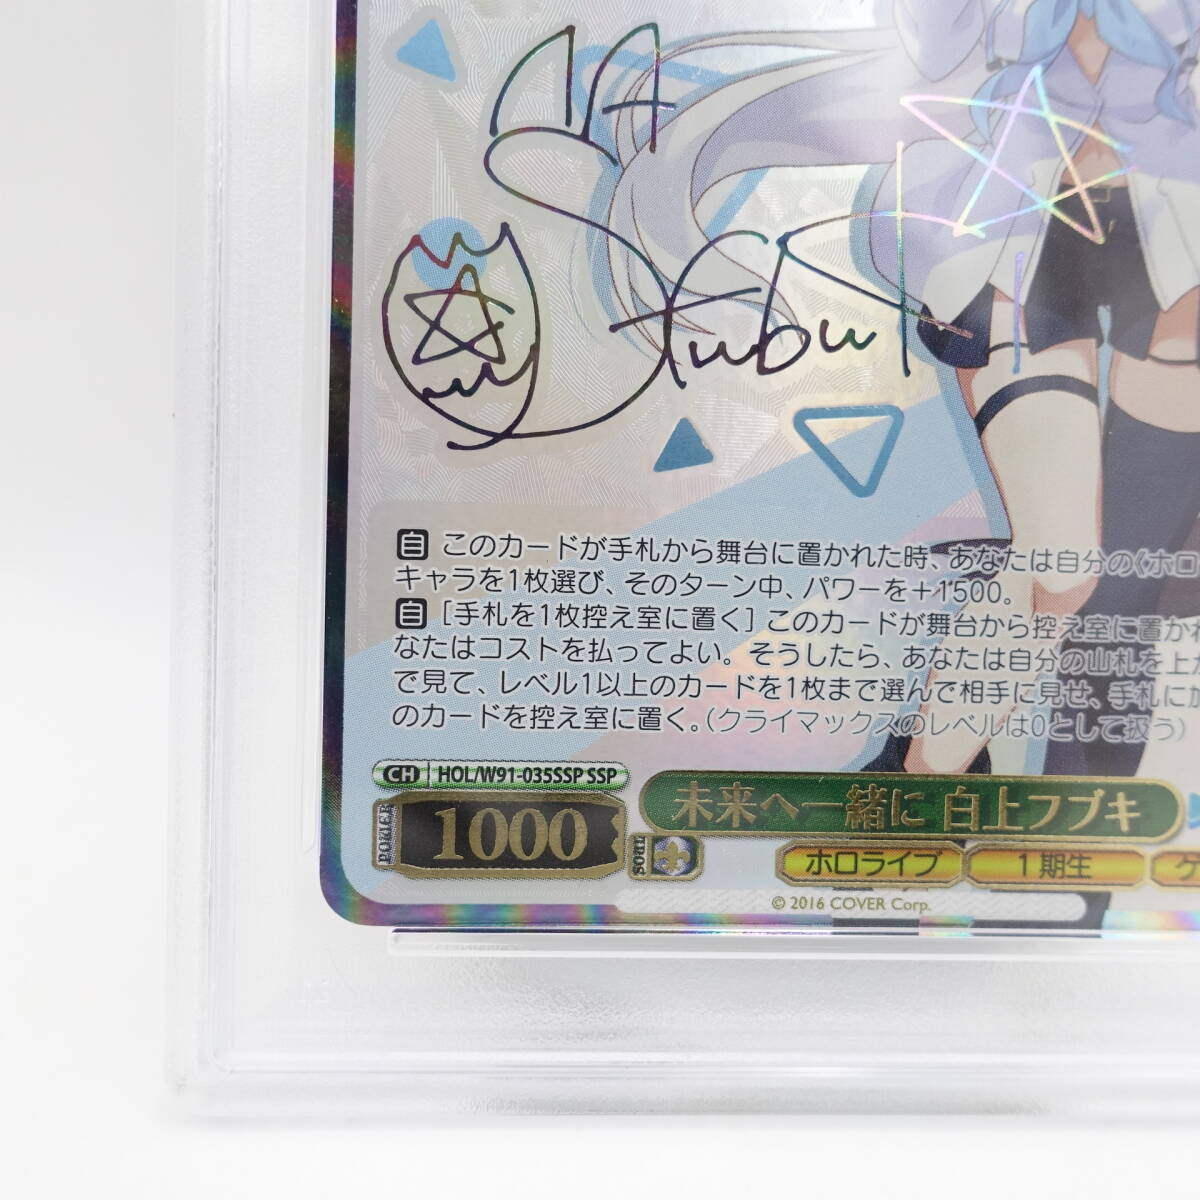 Fubuki
自 このカードが手札から舞台に置かれた時、あなたは自分の《ホロ
キャラを1枚選び、そのターン中、パワーを＋1500。
自 ［手札を1枚控え室に置く］ このカードが舞台から控え室に置か
なたはコストを払ってよい。そうしたら、あなたは自分の山札を上
で見て、レベル1以上のカードを1枚まで選んで相手に見せ、手札に
のカードを控え室に置く。（クライマックスのレベルは0として扱う）
CH HOL/W91-035SSP SSP
POWER 1000
未来へ一緒に 白上フブキ
SOUL
ホロライブ 1期生 ケ
© 2016 COVER Corp.